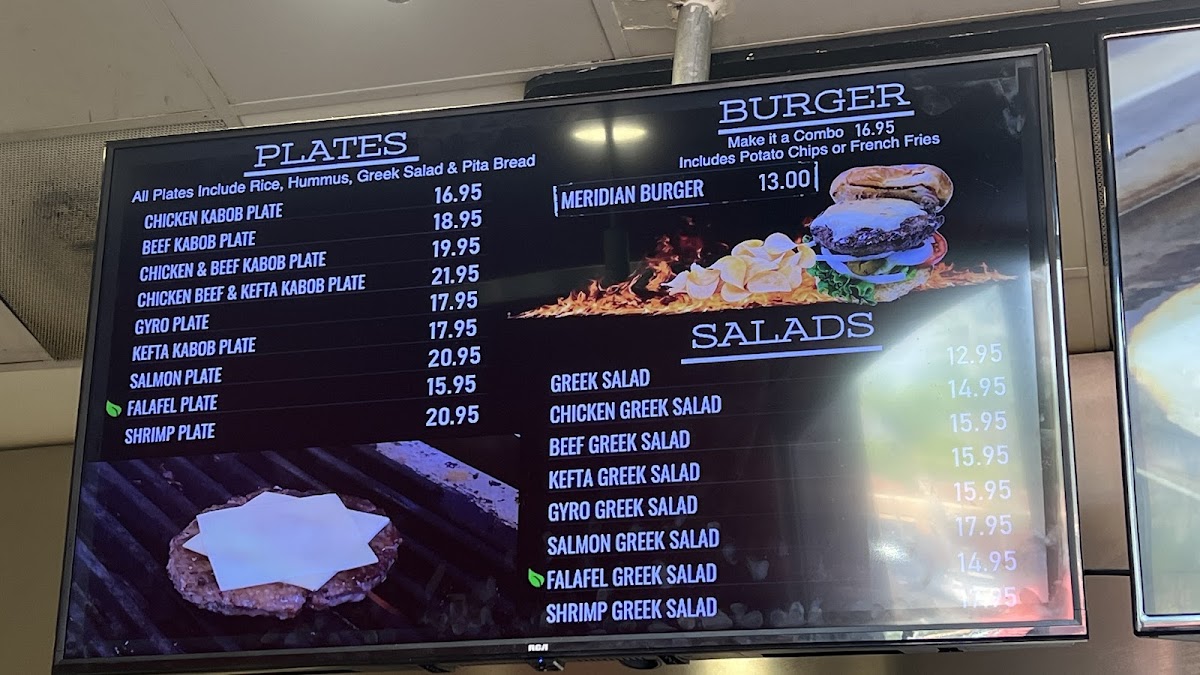 PLATES
All Plates Include Rice, Hummus, Greek Salad & Pita Bread
CHICKEN KABOB PLATE 16.95
BEEF KABOB PLATE 18.95
CHICKEN & BEEF KABOB PLATE 19.95
CHICKEN BEEF & KEFTA KABOB PLATE 21.95
GYRO PLATE 17.95
KEFTA KABOB PLATE 17.95
SALMON PLATE 20.95
FALAFEL PLATE 15.95
SHRIMP PLATE 20.95
BURGER
Make it a Combo 16.95
Includes Potato Chips or French Fries
MERIDIAN BURGER 13.00
SALADS
GREEK SALAD 12.95
CHICKEN GREEK SALAD 14.95
BEEF GREEK SALAD 15.95
KEFTA GREEK SALAD 15.95
GYRO GREEK SALAD 15.95
SALMON GREEK SALAD 17.95
FALAFEL GREEK SALAD 14.95
SHRIMP GREEK SALAD 17.95
RCA